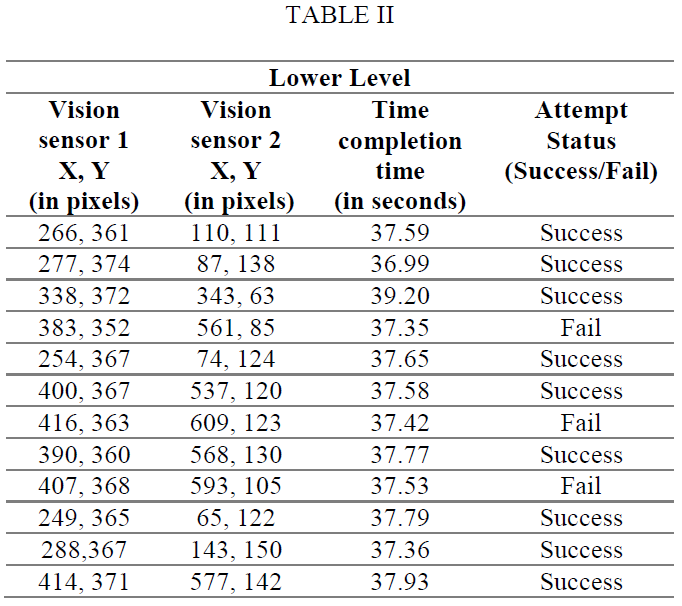 TABLE II
Lower Level
Vision sensor 1 X, Y (in pixels) Vision sensor 2 X, Y (in pixels) Time completion time (in seconds) Attempt Status (Success/Fail)
266, 361 110, 111 37.59 Success
277, 374 87, 138 36.99 Success
338, 372 343, 63 39.20 Success
383, 352 561, 85 37.35 Fail
254, 367 74, 124 37.65 Success
400, 367 537, 120 37.58 Success
416, 363 609, 123 37.42 Fail
390, 360 568, 130 37.77 Success
407, 368 593, 105 37.53 Fail
249, 365 65, 122 37.79 Success
288,367 143, 150 37.36 Success
414, 371 577, 142 37.93 Success